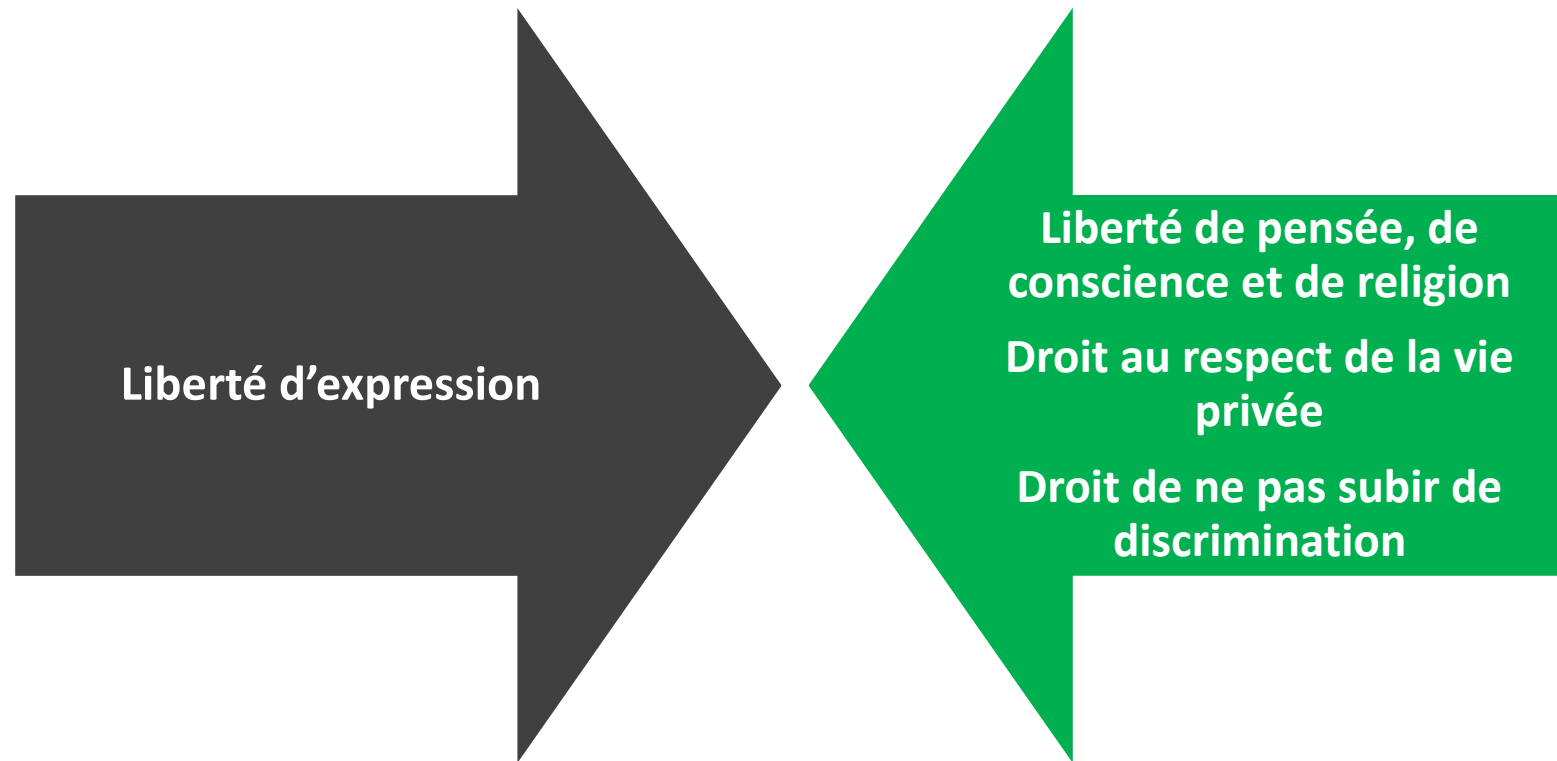 Liberté d’expression
Liberté de pensée, de
conscience et de religion
Droit au respect de la vie
privée
Droit de ne pas subir de
discrimination